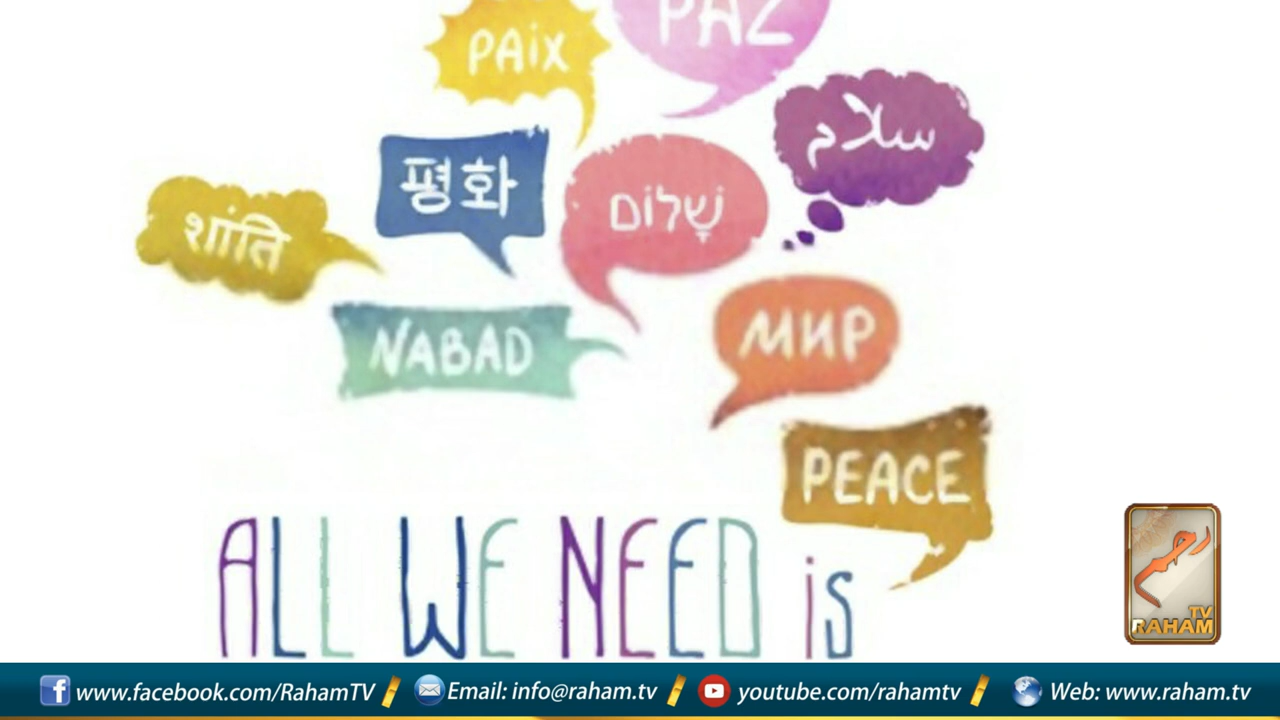 PAZ
PAiX
سلام
평화
שָׁלוֹם
शांति
NABAD
МИР
PEACE
ALL WE NEED is
رحم
TV
RAHAM
www.facebook.com/RahamTV
Email: info@raham.tv
youtube.com/rahamtv
Web: www.raham.tv